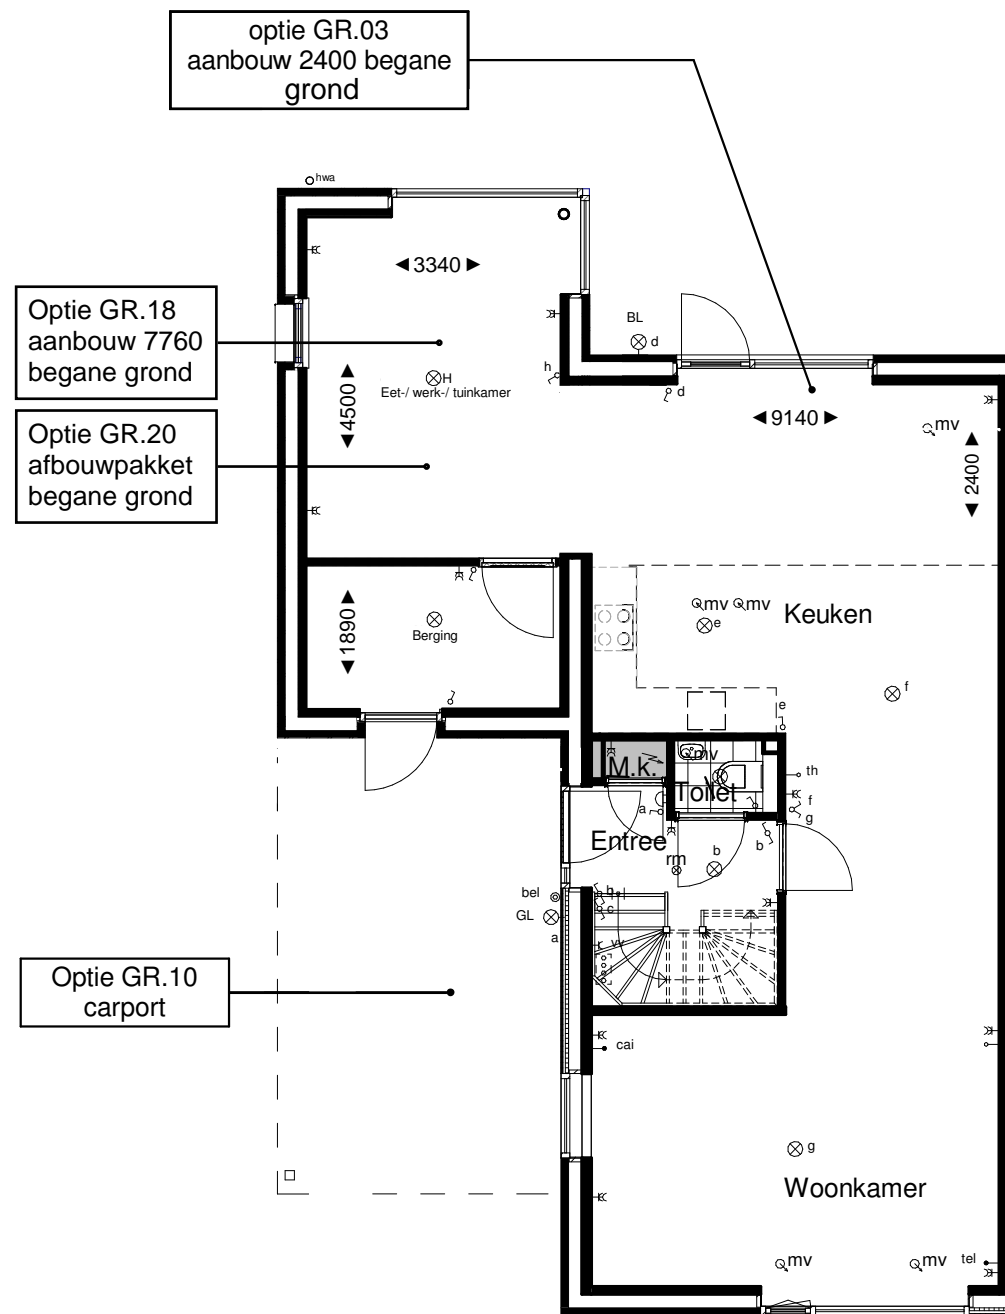 optie GR.03
aanbouw 2400 begane
grond
hwa
3340
Optie GR.18
aanbouw 7760
begane grond
BL
d
h
H
Eet-/ werk-/ tuinkamer
4500
d
9140
mv
2400
Optie GR.20
afbouwpakket
begane grond
1890
Berging
mv
mv
e
Keuken
f
e
M.k.
mv
Toilet
th
f
g
a
Entree
rm
b
b
bel
GL
a
b
c
r
vv
Optie GR.10
carport
cai
g
Woonkamer
mv
mv
tel